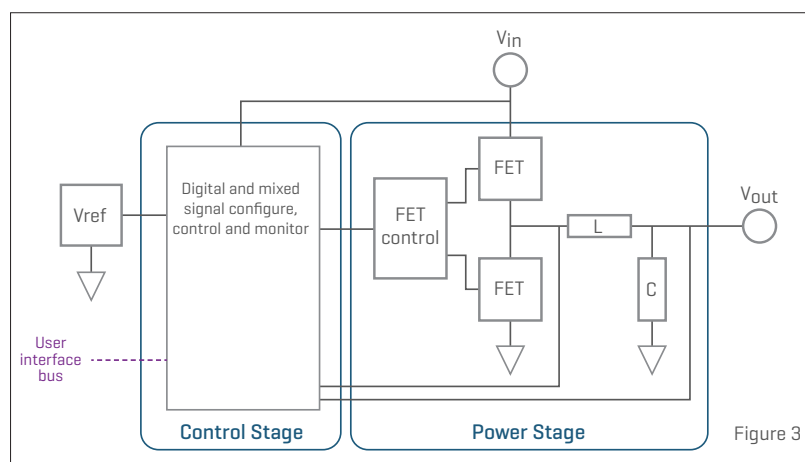 Vin
Digital and mixed
signal configure,
control and monitor
Vref
FET
control
FET
FET
L
C
Vout
User
interface
bus
Control Stage
Power Stage
Figure 3